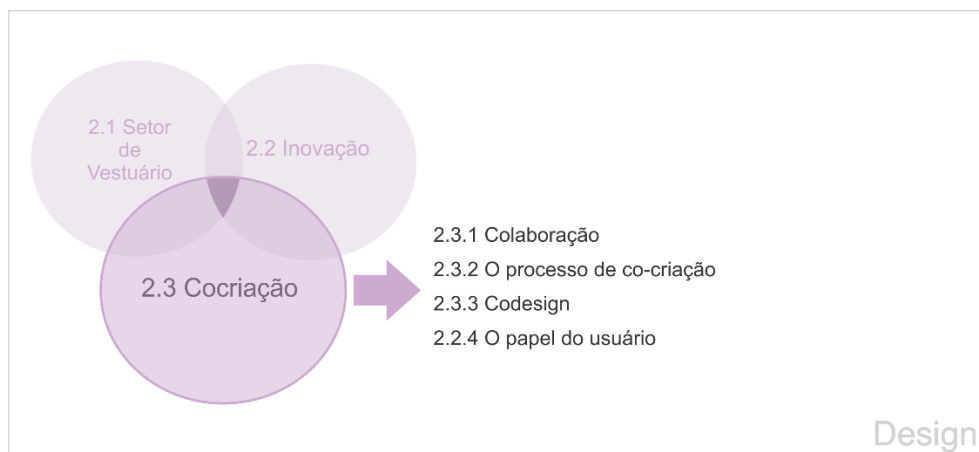 2.1 Setor
de
Vestuário
2.2 Inovação
2.3 Cocriação
2.3.1 Colaboração
2.3.2 O processo de co-criação
2.3.3 Codesign
2.2.4 O papel do usuário
Design